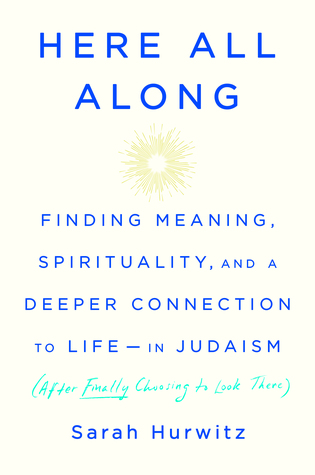 HERE ALL
ALONG
FINDING MEANING,
SPIRITUALITY, AND A
DEEPER CONNECTION
TO LIFE — IN JUDAISM
(After Finally Choosing to Look There)
Sarah Hurwitz